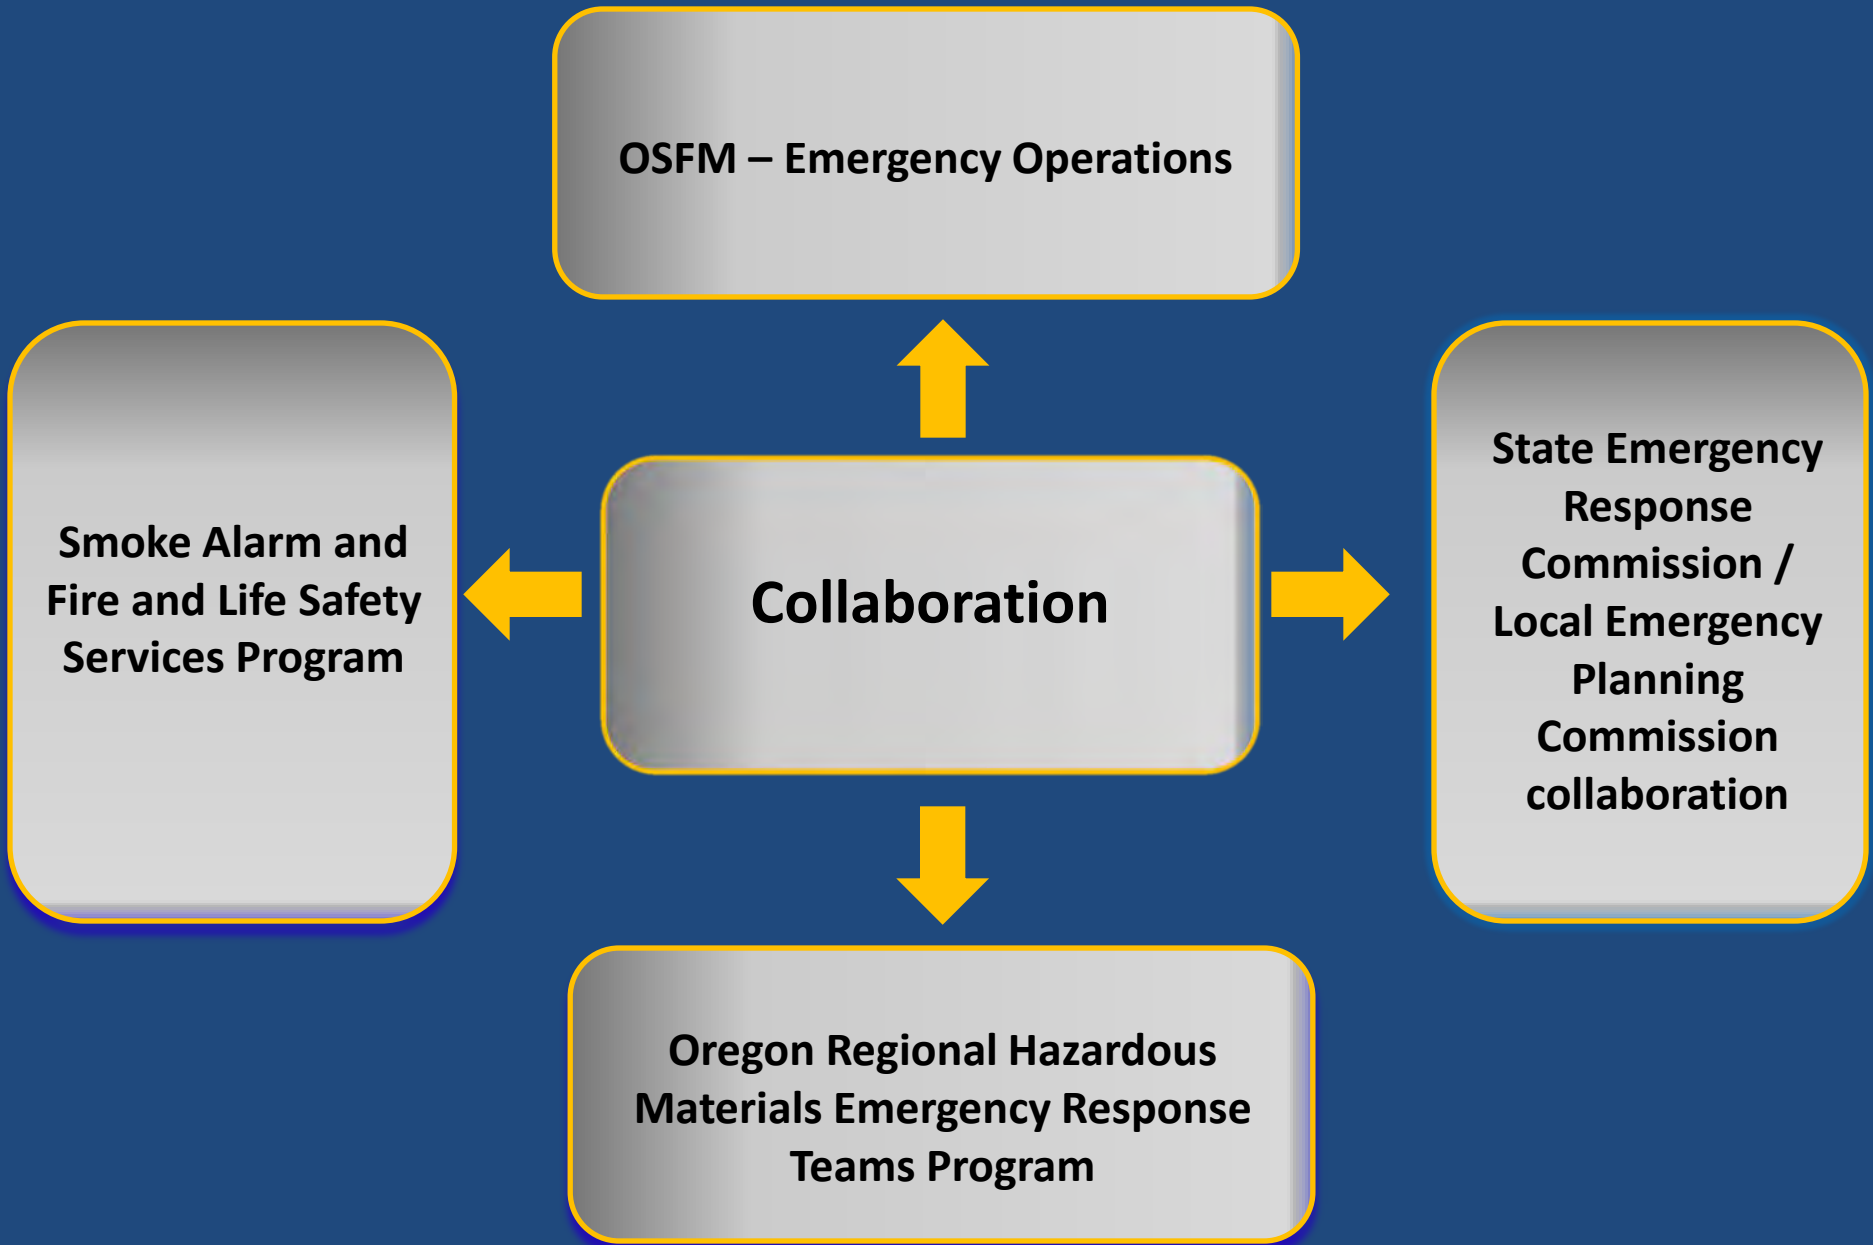 OSFM – Emergency Operations
Smoke Alarm and
Fire and Life Safety
Services Program
Collaboration
State Emergency
Response
Commission /
Local Emergency
Planning
Commission
collaboration
Oregon Regional Hazardous
Materials Emergency Response
Teams Program